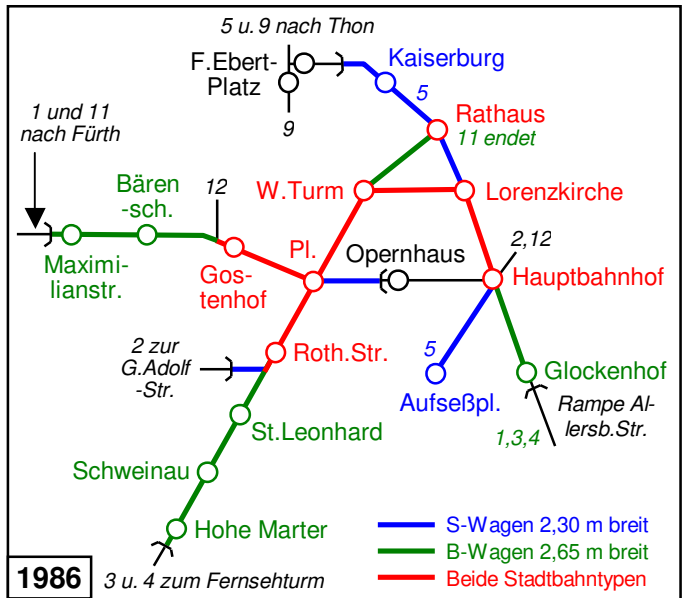 5 u. 9 nach Thon
F.Ebert-
Platz
Kaiserburg
5
9
Rathaus
11 endet
1 und 11
nach Fürth
Bären
-sch.
12
W.Turm
Lorenzkirche
Maximi-
lianstr.
Gos-
tenhof
Pl.
Opernhaus
2,12
Hauptbahnhof
2 zur
G.Adolf
-Str.
Roth.Str.
5
Aufseßpl.
Glockenhof
Rampe Al-
lersb.Str.
1,3,4
St.Leonhard
Schweinau
Hohe Marter
S-Wagen 2,30 m breit
B-Wagen 2,65 m breit
Beide Stadtbahntypen
1986
3 u. 4 zum Fernsehturm